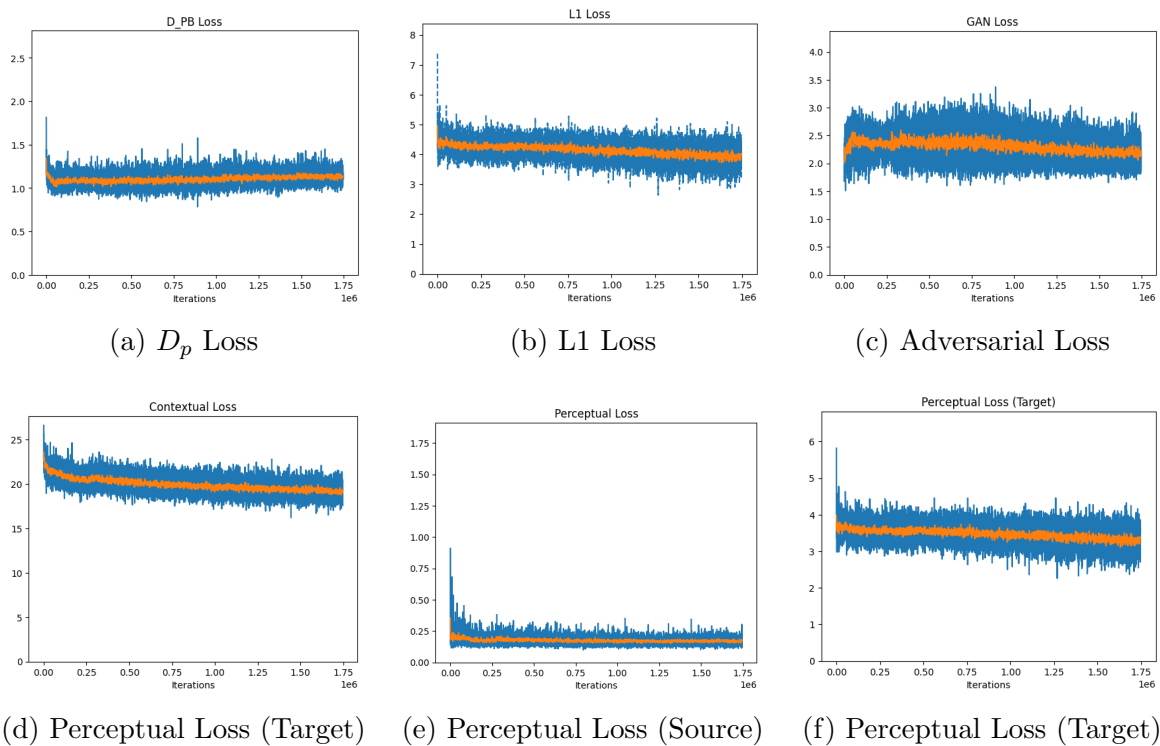 D_PB Loss
2.5
2.0
1.5
1.0
0.5
0.0
0.00 0.25 0.50 0.75 1.00 1.25 1.50 1.75
Iterations 1e6
(a) D_p Loss
L1 Loss
8
7
6
5
4
3
2
1
0
0.00 0.25 0.50 0.75 1.00 1.25 1.50 1.75
Iterations 1e6
(b) L1 Loss
GAN Loss
4.0
3.5
3.0
2.5
2.0
1.5
1.0
0.5
0.0
0.00 0.25 0.50 0.75 1.00 1.25 1.50 1.75
Iterations 1e6
(c) Adversarial Loss
Contextual Loss
25
20
15
10
5
0
0.00 0.25 0.50 0.75 1.00 1.25 1.50 1.75
Iterations 1e6
(d) Perceptual Loss (Target)
Perceptual Loss
1.75
1.50
1.25
1.00
0.75
0.50
0.25
0.00
0.00 0.25 0.50 0.75 1.00 1.25 1.50 1.75
Iterations 1e6
(e) Perceptual Loss (Source)
Perceptual Loss (Target)
6
5
4
3
2
1
0
0.00 0.25 0.50 0.75 1.00 1.25 1.50 1.75
Iterations 1e6
(f) Perceptual Loss (Target)